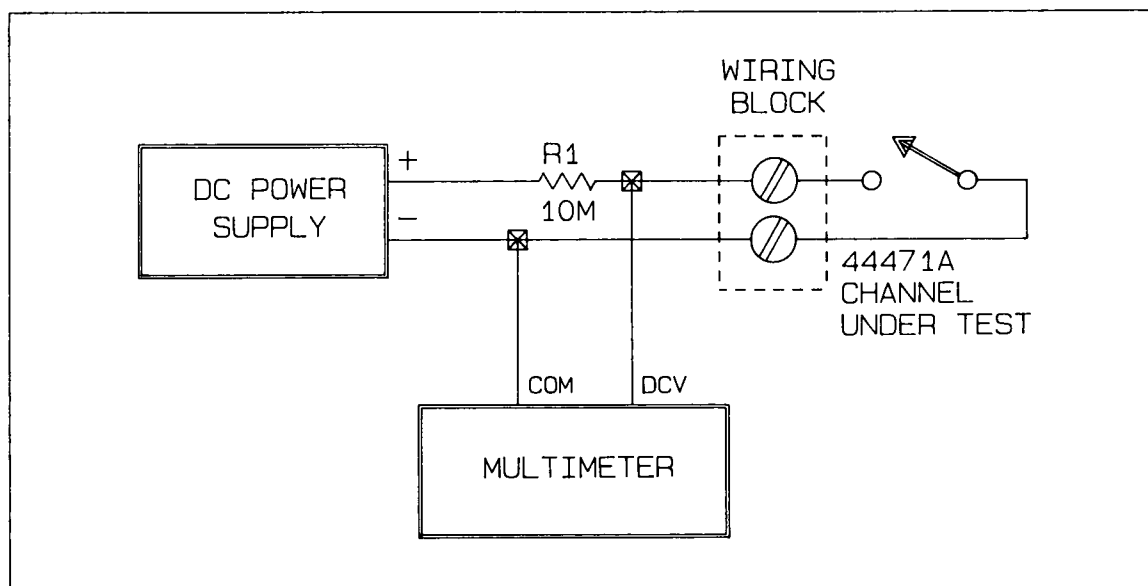 WIRING
BLOCK
DC POWER
SUPPLY
+
−
R1
10M
44471A
CHANNEL
UNDER TEST
COM
DCV
MULTIMETER